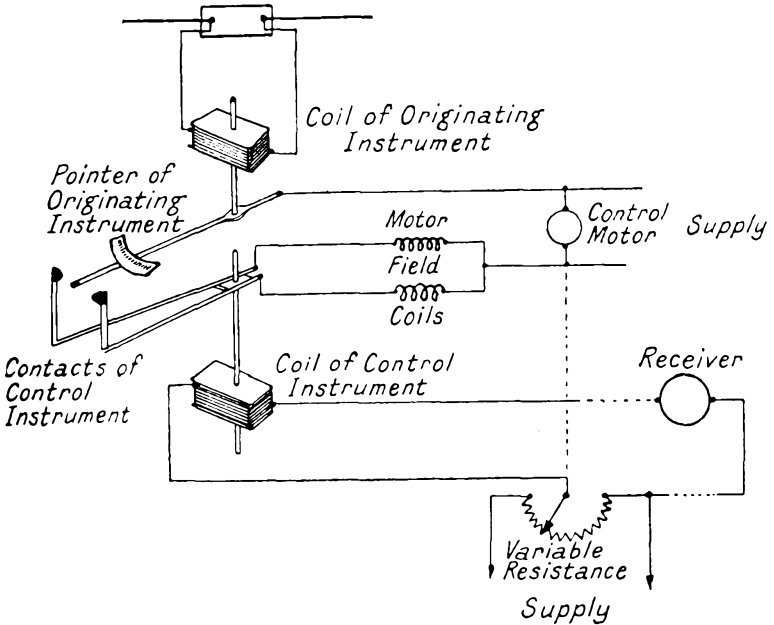 Coil of Originating
Instrument
Pointer of
Originating
Instrument
Motor
Field
Coils
Control
Motor
Supply
Contacts of
Control
Instrument
Coil of Control
Instrument
Receiver
Variable
Resistance
Supply